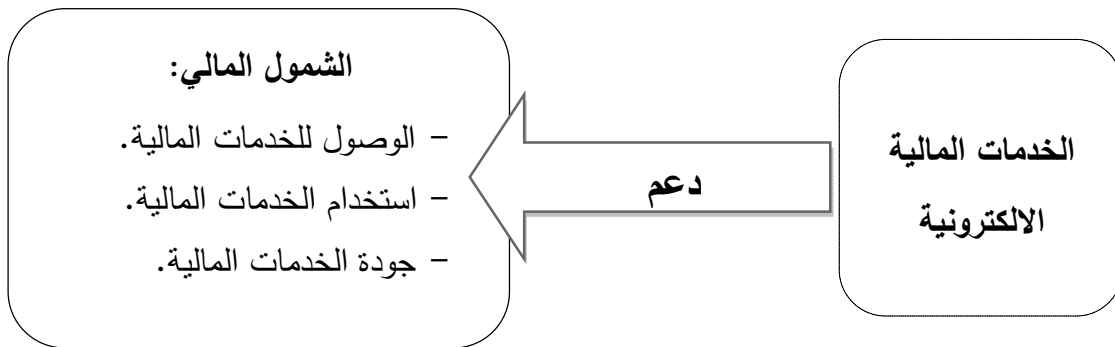 الخدمات المالية
الالكترونية
دعم
الشمول المالي:
- الوصول للخدمات المالية.
- استخدام الخدمات المالية.
- جودة الخدمات المالية.